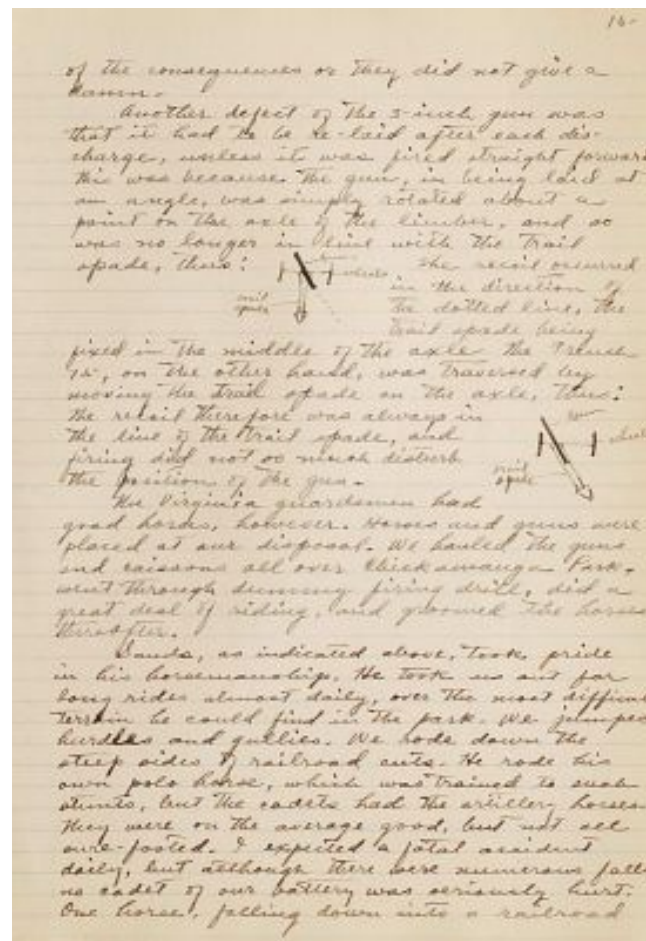 16-
of the consequences or they did not give a
damn.
Another defect of the 3-inch gun was
that it had to be re-laid after each dis-
charge, unless it was fired straight forward
this was because the gun, in being laid at
an angle, was simply rotated about a
point on the axle of the limber, and so
was no longer in line with the trail
spade, thus:
wheels
trail
spade
The recoil occurred
in the direction of
the dotted line, the
trail spade being
fixed in the middle of the axle. The French
75, on the other hand, was traversed by
moving the trail spade on the axle, thus:
The recoil therefore was always in
the line of the trail spade, and
firing did not so much disturb
the position of the gun.
trail
spade
The Virginia guardsmen had
good horses, however. Horses and guns were
placed at our disposal. We hauled the guns
and caissons all over Chickamauga Park,
went through dummy firing drill, did a
great deal of riding, and groomed the horses
thereafter.
Sands, as indicated above, took pride
in his horsemanship. He took us out for
long rides almost daily, over the most difficult
terrain he could find in the park. We jumped
hurdles and gullies. We rode down the
steep sides of railroad cuts. He rode his
own polo horse, which was trained to such
stunts, but the cadets had the artillery horses.
They were on the average good, but not all
sure-footed. I expected a fatal accident
daily, but although there were numerous falls
no cadet of our battery was seriously hurt.
One horse, falling down into a railroad